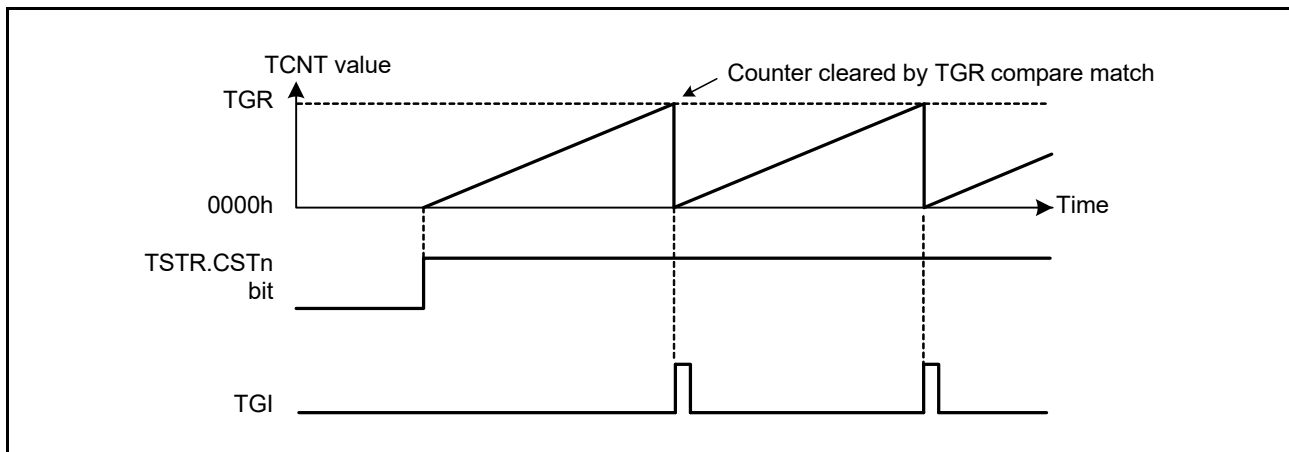 TCNT value
Counter cleared by TGR compare match
TGR
0000h
Time
TSTR.CSTn
bit
TGI